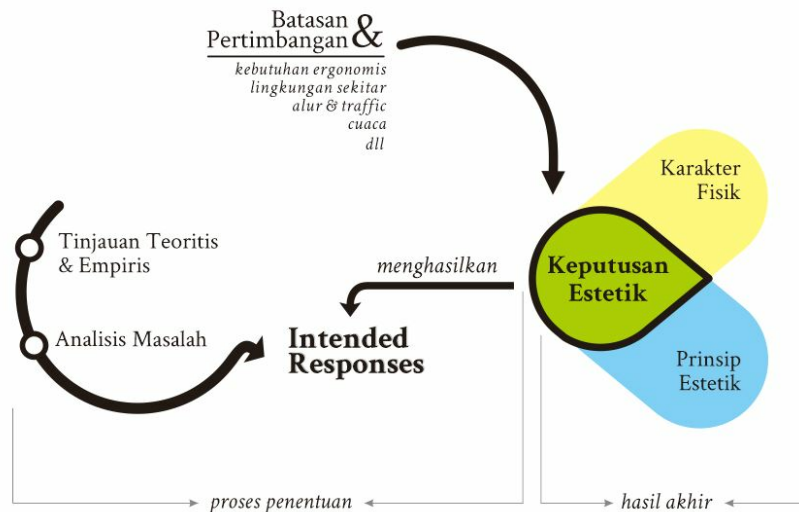 Batasan &
Pertimbangan
kebutuhan ergonomis
lingkungan sekitar
alur & traffic
cuaca
dll
Karakter
Fisik
Tinjauan Teoritis
& Empiris
menghasilkan
Keputusan
Estetik
Analisis Masalah
Intended
Responses
Prinsip
Estetik
proses penentuan
hasil akhir